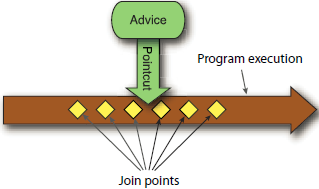 Advice
Pointcut
Program execution
Join points